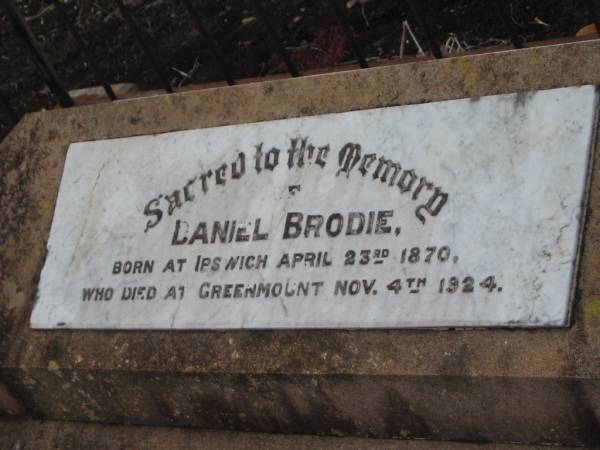 Sacred to the Memory
OF
DANIEL BRODIE,
BORN AT IPSWICH APRIL 23RD 1870,
WHO DIED AT GREENMOUNT NOV. 4TH 1924.